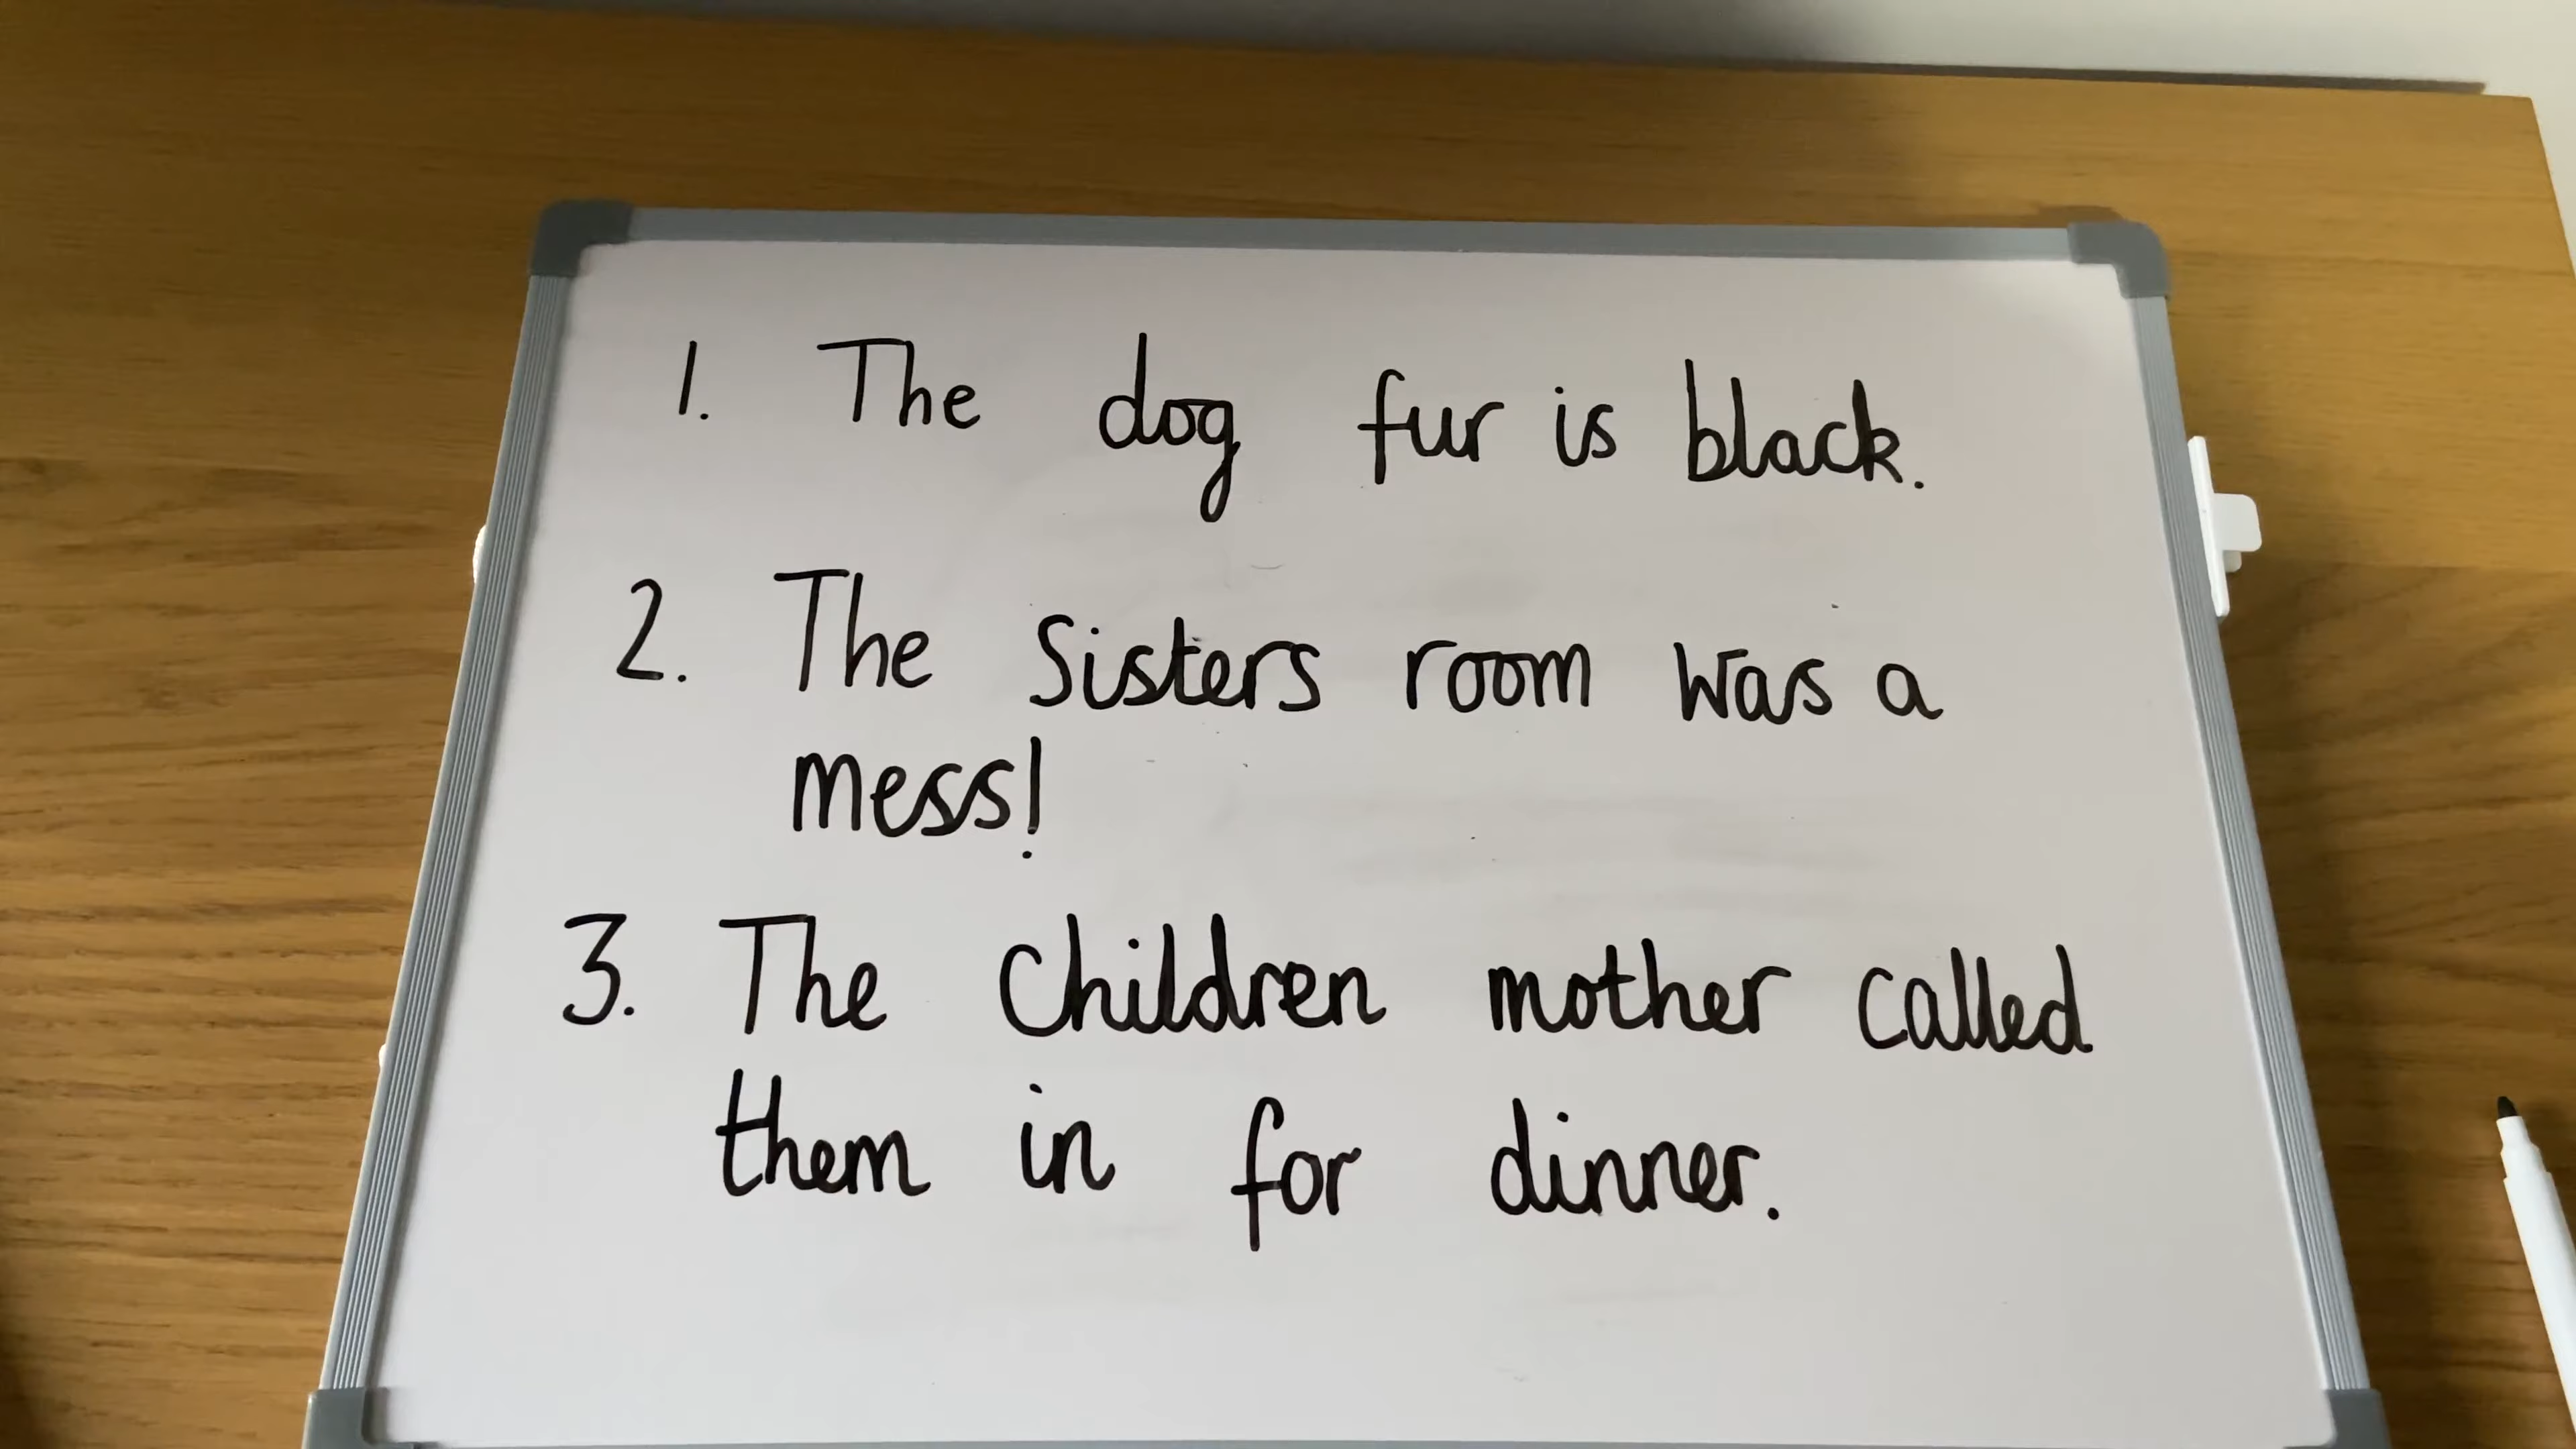 1. The dog fur is black.
2. The Sisters room was a
mess!
3. The Children mother called
them in for dinner.